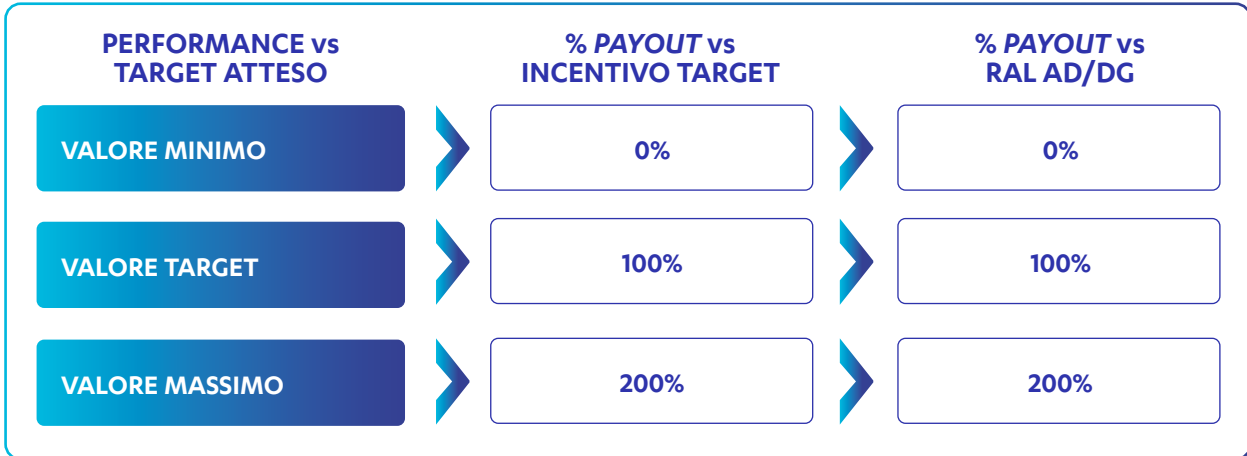 PERFORMANCE vs
TARGET ATTESO
% PAYOUT vs
INCENTIVO TARGET
% PAYOUT vs
RAL AD/DG
VALORE MINIMO
0%
0%
VALORE TARGET
100%
100%
VALORE MASSIMO
200%
200%